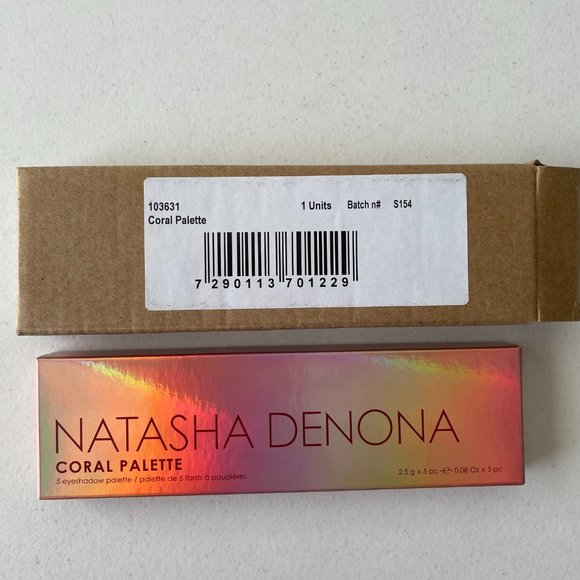 103631 1 Units Batch n# S154
Coral Palette
7 290113 701229
NATASHA DENONA
CORAL PALETTE
5 eyeshadow palette / palette de 5 fards à paupières
2.5 g x 5 pc ·℮· 0.08 Oz x 5 pc